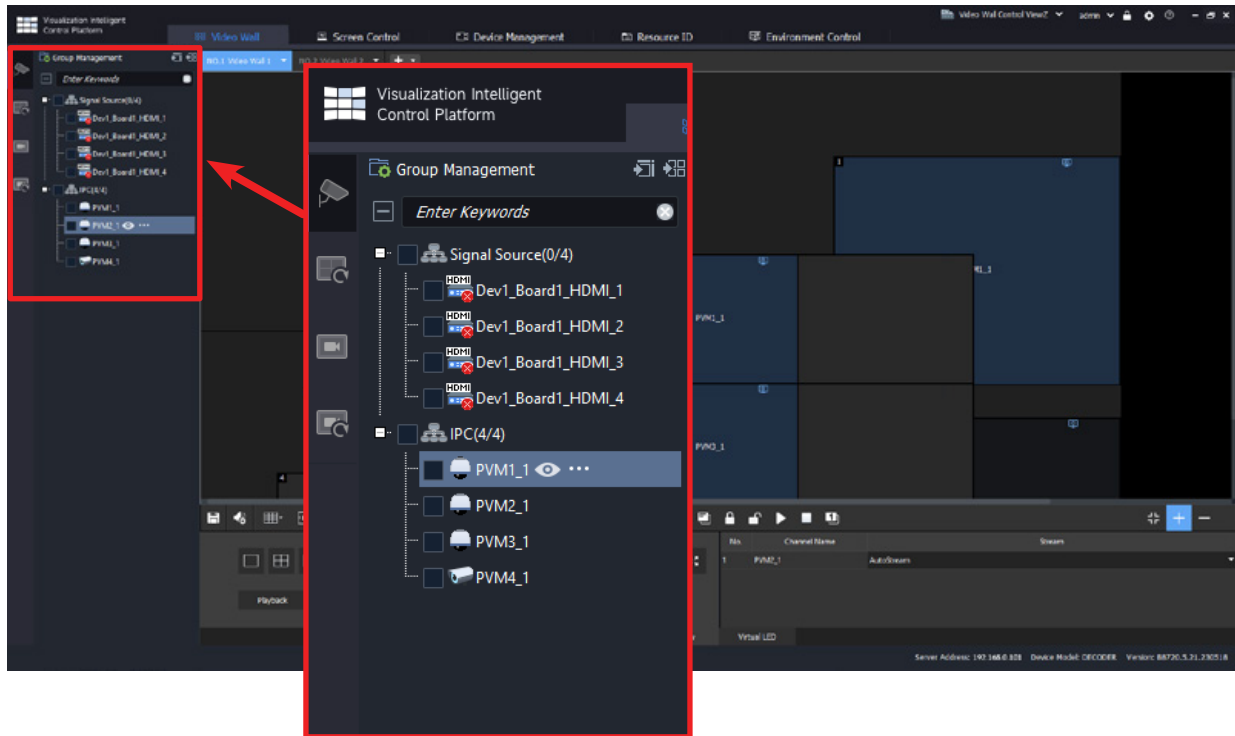 Visualization Intelligent
Control Platform
Video Wall
Screen Control
Device Management
Resource ID
Environment Control
Video Wall Control View2
admin
Group Management
NO.1 Video Wall 1
NO.2 Video Wall 2
Enter Keywords
Signal Source(0/4)
Dev1_Board1_HDMI_1
Dev1_Board1_HDMI_2
Dev1_Board1_HDMI_3
Dev1_Board1_HDMI_4
IPC(4/4)
PVM1_1
PVM2_1
PVM3_1
PVM4_1
Visualization Intelligent
Control Platform
Group Management
Enter Keywords
Signal Source(0/4)
HDMI
Dev1_Board1_HDMI_1
HDMI
Dev1_Board1_HDMI_2
HDMI
Dev1_Board1_HDMI_3
HDMI
Dev1_Board1_HDMI_4
IPC(4/4)
PVM1_1
PVM2_1
PVM3_1
PVM4_1
1
PVM1_1
PVM3_1
4
No.
Channel Name
Stream
1
PVM2_1
AutoStream
Playback
Virtual LED
Server Address: 192.168.0.101
Device Model: DECODER
Version: B8720.5.21.230518